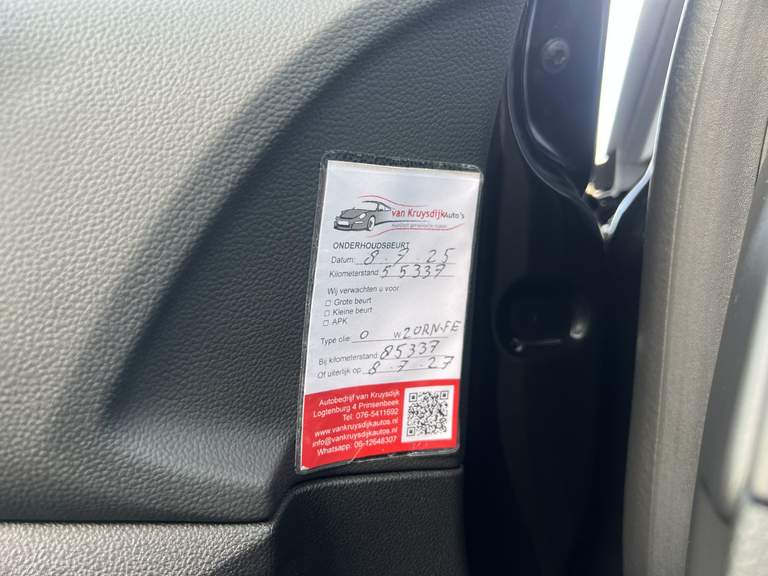 van Kruysdijk Auto's
ONDERHOUDSBEURT
Datum: 8.7.25
Kilometerstand: 55337
Wij verwachten u voor:
□ Grote beurt
□ Kleine beurt
□ APK
Type olie: 0 W20RN-FE
Bij kilometerstand: 85337
Of uiterlijk op: 8.7.27
Autobedrijf van Kruysdijk
Logtenburg 4 Prinsenbeek
Tel: 076-5411692
www.vankruysdijkautos.nl
info@vankruysdijkautos.nl
Whatsapp: 06-12648307